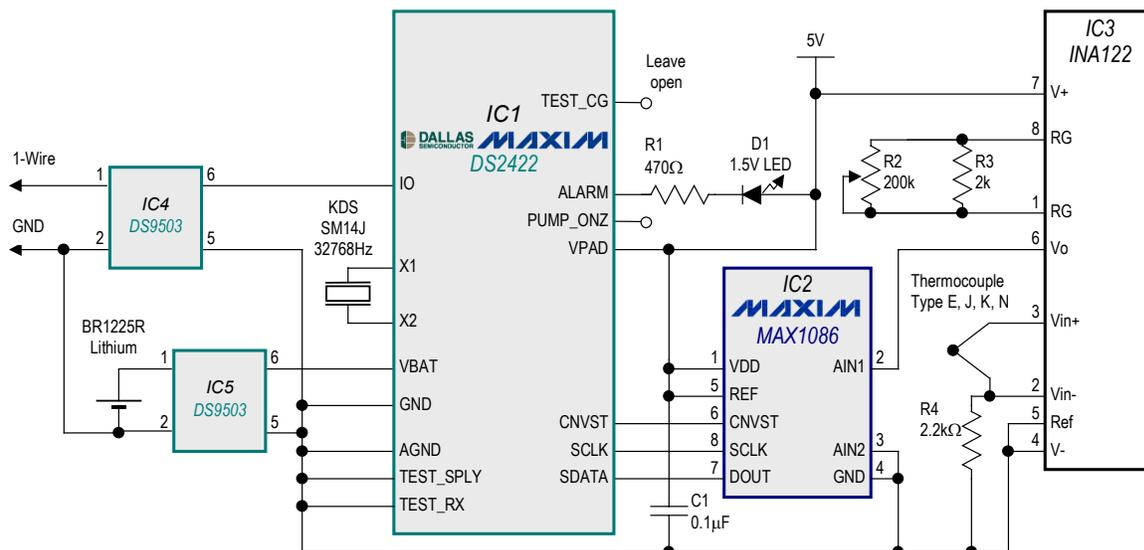 IC3
INA122
5V
7 V+
8 RG
R2
200k
R3
2k
1 RG
6 Vo
Thermocouple
Type E, J, K, N
3 Vin+
2 Vin-
5 Ref
4 V-
R4
2.2kΩ
IC1
DALLAS
SEMICONDUCTOR
MAXIM
DS2422
Leave
open
TEST_CG
R1
470Ω
D1
1.5V LED
ALARM
PUMP_ONZ
VPAD
1-Wire
1
6
IO
IC4
DS9503
GND
2
5
KDS
SM14J
32768Hz
X1
X2
BR1225R
Lithium
1
6
VBAT
IC5
DS9503
2
5
GND
AGND
TEST_SPLY
TEST_RX
CNVST
SCLK
SDATA
IC2
MAXIM
MAX1086
1 VDD
AIN1 2
5 REF
6 CNVST
8 SCLK
AIN2 3
7 DOUT
GND 4
C1
0.1µF